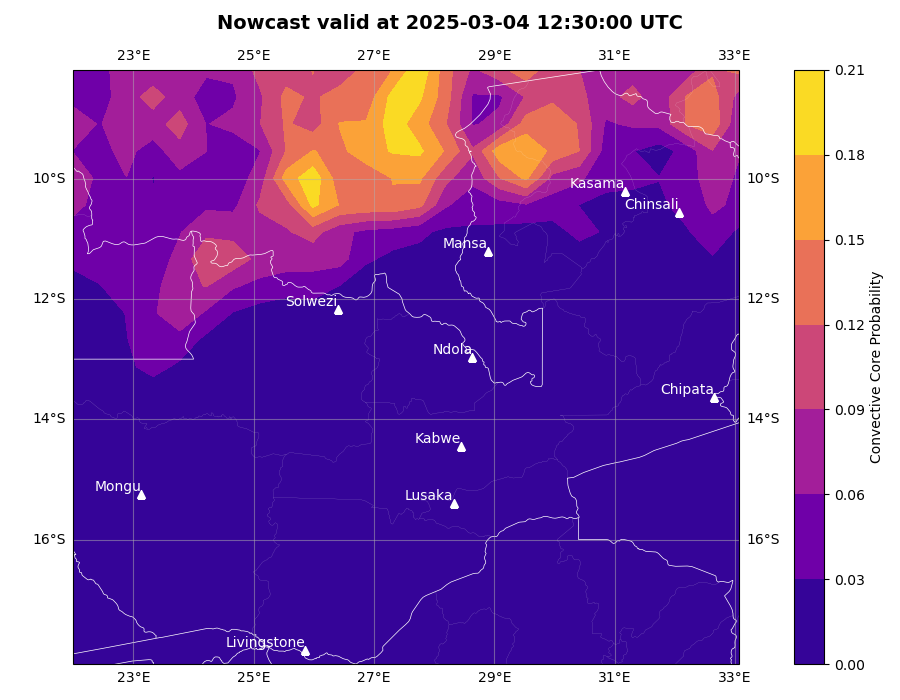 Nowcast valid at 2025-03-04 12:30:00 UTC
23°E 25°E 27°E 29°E 31°E 33°E
0.21
0.18
10°S Kasama 10°S
Chinsali
0.15
Mansa
12°S Solwezi 12°S
0.12
Ndola
Chipata
0.09
14°S 14°S
Kabwe
Mongu Lusaka
0.06
16°S 16°S
0.03
Livingstone
0.00
23°E 25°E 27°E 29°E 31°E 33°E
Convective Core Probability